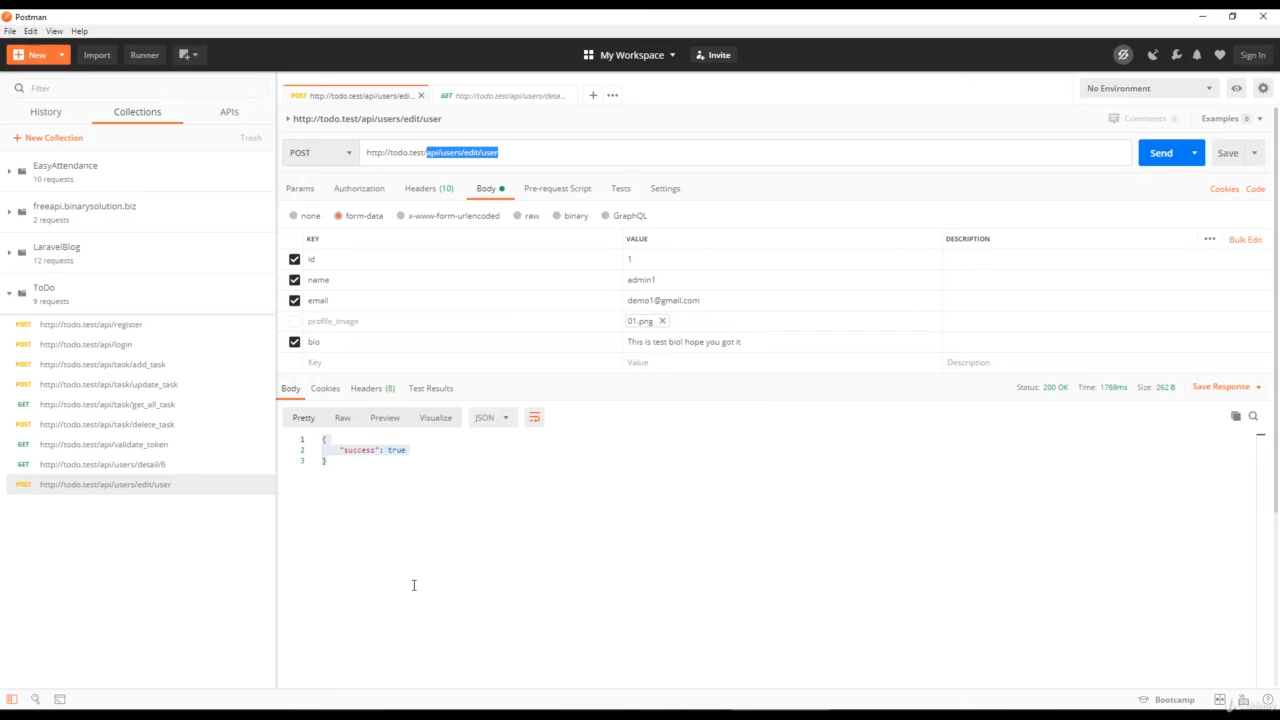 Postman
File Edit View Help
New Import Runner My Workspace Invite Sign In
Filter
History Collections APIs
New Collection Trash
EasyAttendance
10 requests
freeapi.binarysolution.biz
2 requests
LaravelBlog
12 requests
ToDo
9 requests
POST http://todo.test/api/register
POST http://todo.test/api/login
POST http://todo.test/api/task/add_task
POST http://todo.test/api/task/update_task
GET http://todo.test/api/task/get_all_task
POST http://todo.test/api/task/delete_task
GET http://todo.test/api/validate_token
GET http://todo.test/api/users/detail/6
POST http://todo.test/api/users/edit/user
POST http://todo.test/api/users/edi... GET http://todo.test/api/users/deta... No Environment
http://todo.test/api/users/edit/user Comments 0 Examples 0
POST http://todo.test/api/users/edit/user Send Save
Params Authorization Headers (10) Body Pre-request Script Tests Settings Cookies Code
none form-data x-www-form-urlencoded raw binary GraphQL
KEY VALUE DESCRIPTION Bulk Edit
id 1
name admin1
email demo1@gmail.com
profile_image 01.png
bio This is test bio! hope you got it
Key Value Description
Body Cookies Headers (8) Test Results Status: 200 OK Time: 1769ms Size: 262 B Save Response
Pretty Raw Preview Visualize JSON
1 {
2 "success": true
3 }
Bootcamp